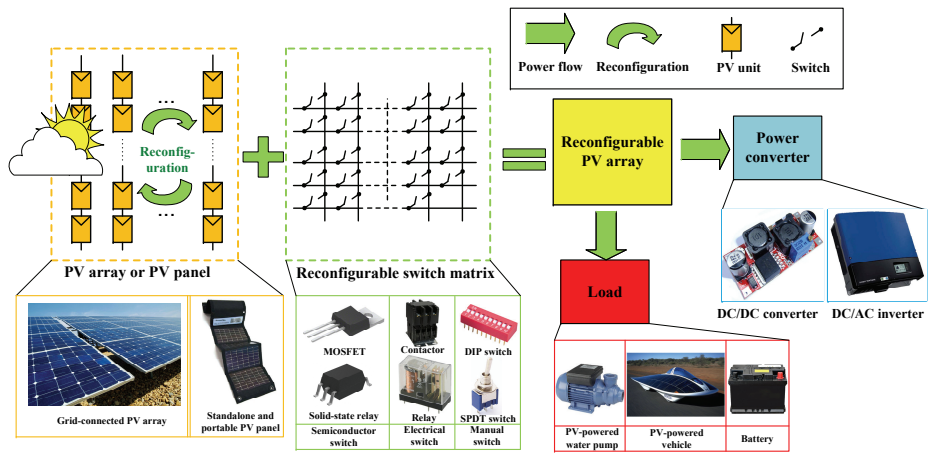 Power flow
Reconfiguration
PV unit
Switch
...
Reconfig-
uration
...
PV array or PV panel
Reconfigurable switch matrix
Reconfigurable
PV array
Power
converter
Load
DC/DC converter
DC/AC inverter
Grid-connected PV array
Standalone and
portable PV panel
MOSFET
Contactor
DIP switch
Solid-state relay
Relay
SPDT switch
Semiconductor
switch
Electrical
switch
Manual
switch
PV-powered
water pump
PV-powered
vehicle
Battery